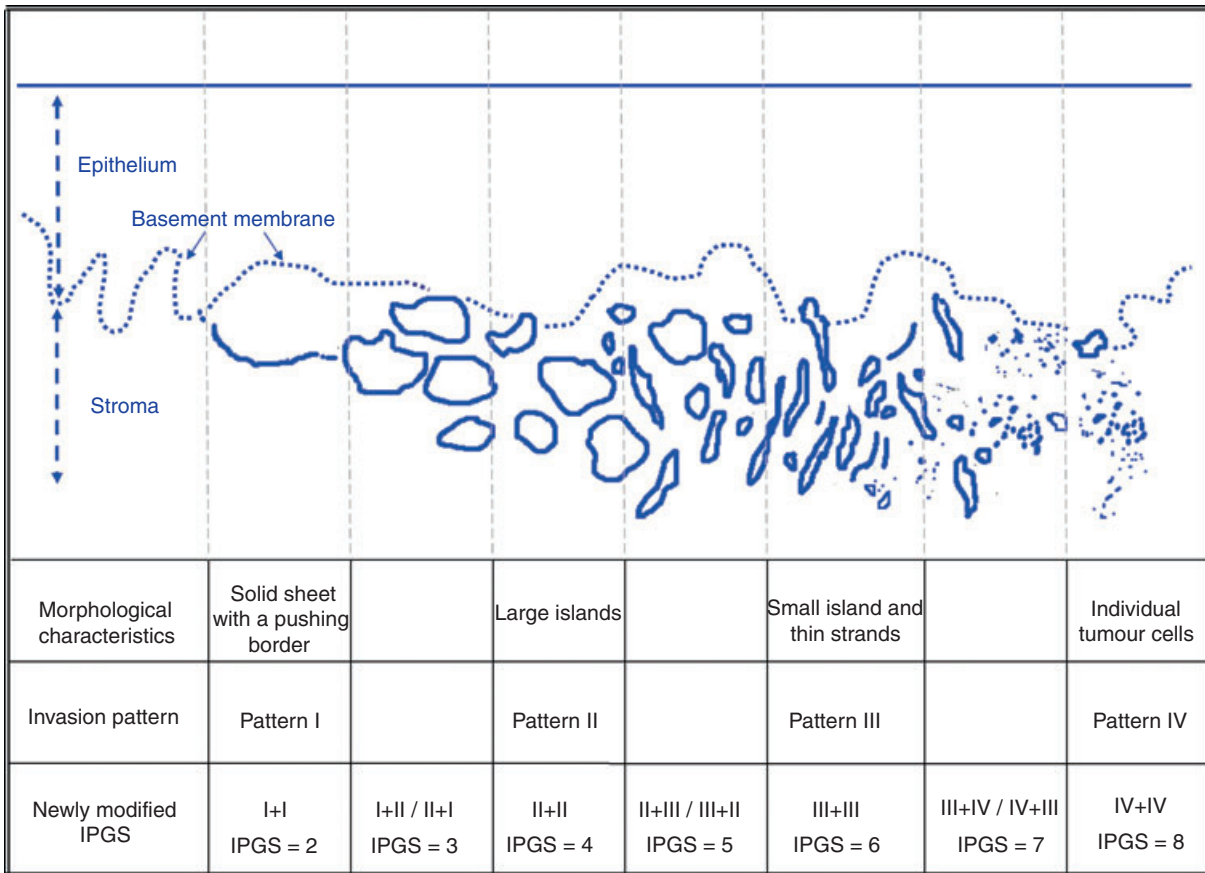 Epithelium
Basement membrane
Stroma
Morphological
characteristics
Solid sheet
with a pushing
border
Large islands
Small island and
thin strands
Individual
tumour cells
Invasion pattern
Pattern I
Pattern II
Pattern III
Pattern IV
Newly modified
IPGS
I+I
IPGS = 2
I+II / II+I
IPGS = 3
II+II
IPGS = 4
II+III / III+II
IPGS = 5
III+III
IPGS = 6
III+IV / IV+III
IPGS = 7
IV+IV
IPGS = 8